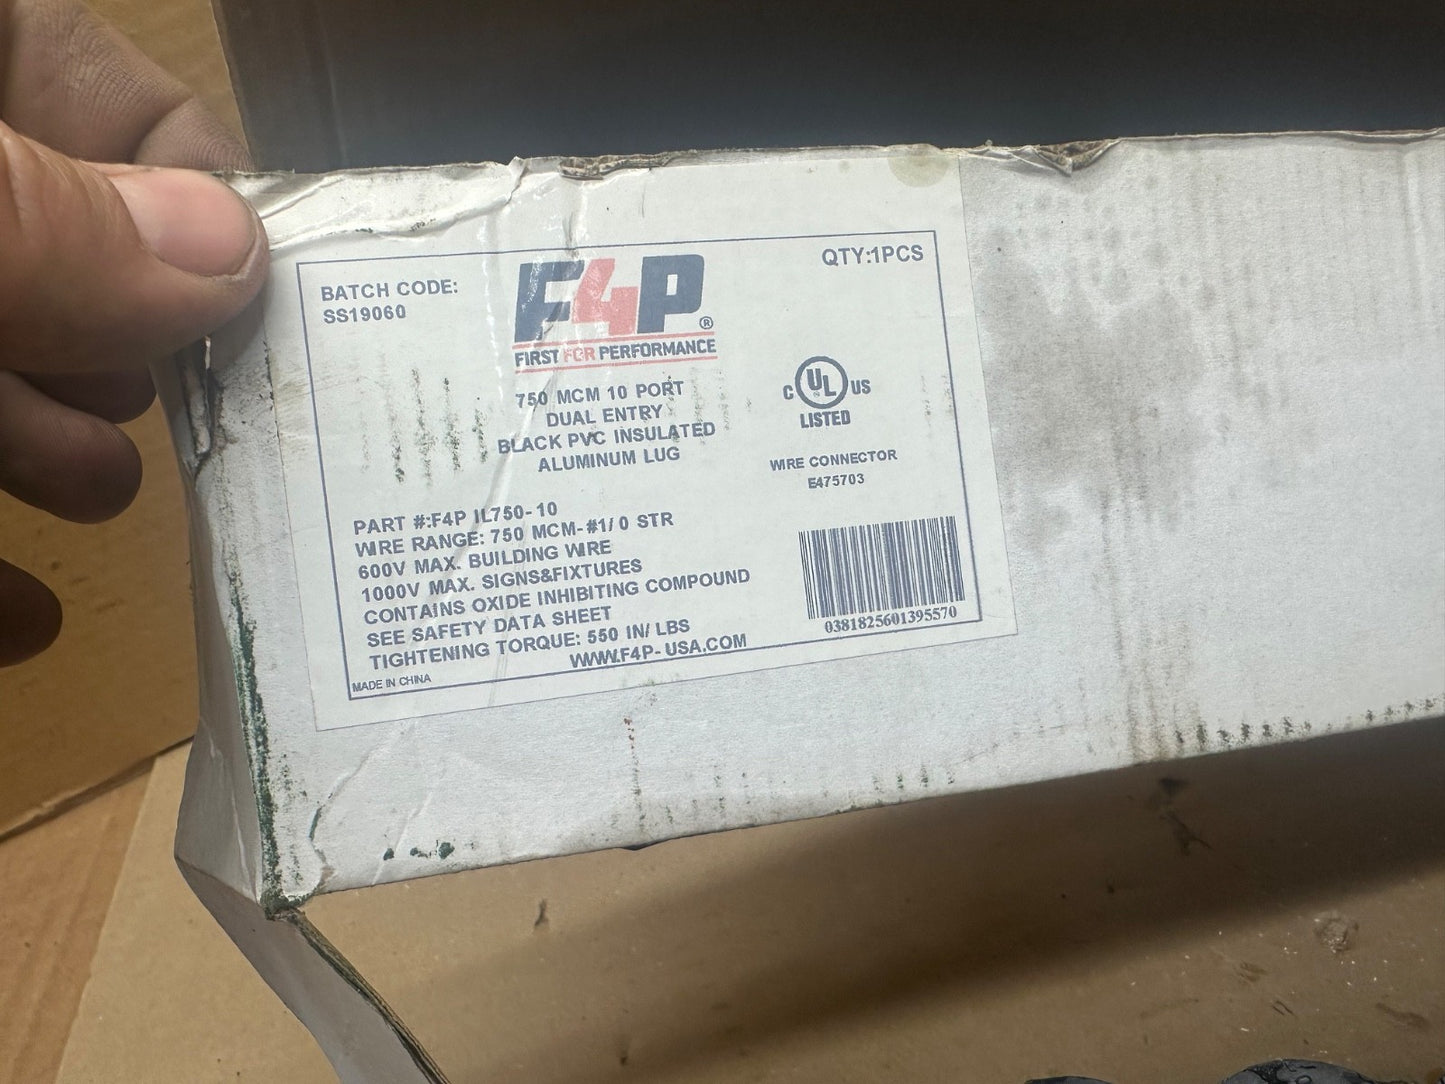 BATCH CODE:
SS19060
F4P®
FIRST FOR PERFORMANCE
QTY:1PCS
750 MCM 10 PORT
DUAL ENTRY
BLACK PVC INSULATED
ALUMINUM LUG
C UL US
LISTED
WIRE CONNECTOR
E475703
PART #:F4P IL750-10
WIRE RANGE: 750 MCM-#1/0 STR
600V MAX. BUILDING WIRE
1000V MAX. SIGNS&FIXTURES
CONTAINS OXIDE INHIBITING COMPOUND
SEE SAFETY DATA SHEET
TIGHTENING TORQUE: 550 IN/LBS
WWW.F4P-USA.COM
MADE IN CHINA
0381825601395570